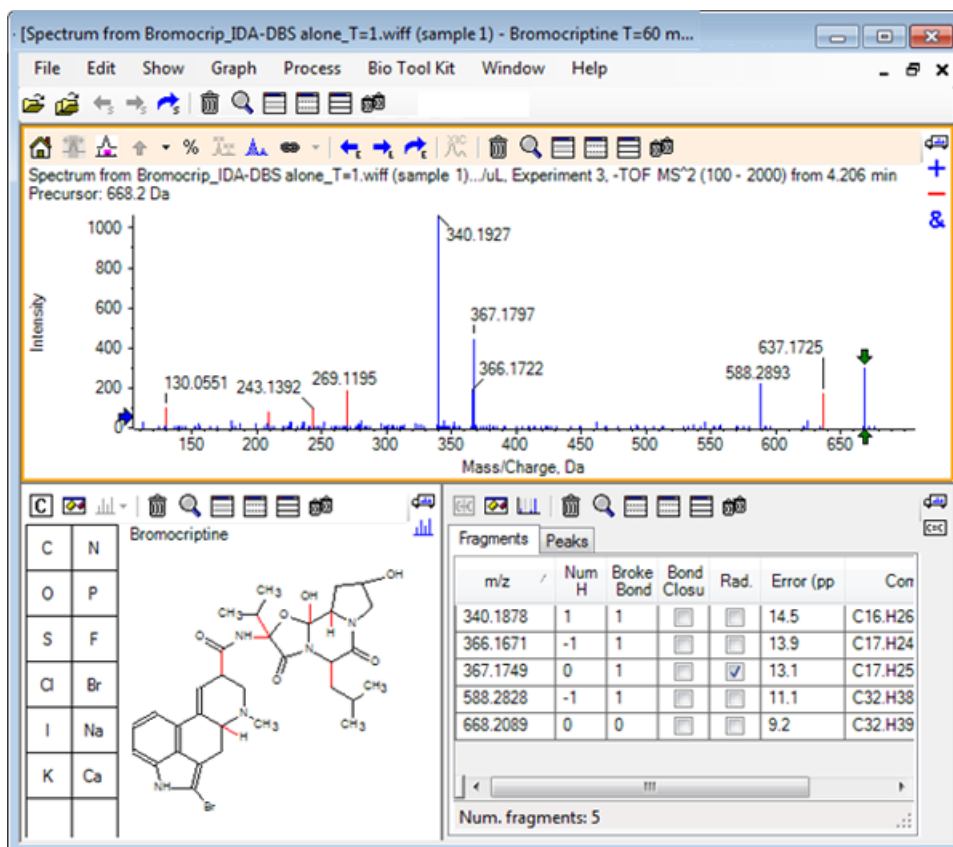 [Spectrum from Bromocrip_IDA-DBS alone_T=1.wiff (sample 1) - Bromocriptine T=60 m...
File Edit Show Graph Process Bio Tool Kit Window Help
Spectrum from Bromocrip_IDA-DBS alone_T=1.wiff (sample 1).../uL, Experiment 3, -TOF MS^2 (100 - 2000) from 4.206 min
Precursor: 668.2 Da
Intensity
1000
800
600
400
200
0
340.1927
367.1797
366.1722
637.1725
588.2893
130.0551
243.1392
269.1195
150 200 250 300 350 400 450 500 550 600 650
Mass/Charge, Da
Bromocriptine
C N
O P
S F
Cl Br
I Na
K Ca
OH
CH3
OH
CH3
O
N
H
O
NH
N
O
O
CH3
CH3
N
CH3
H
NH
Br
Fragments Peaks
m/z Num H Broke Bond Bond Closu Rad. Error (pp Con
340.1878 1 1 14.5 C16.H26
366.1671 -1 1 13.9 C17.H24
367.1749 0 1 13.1 C17.H25
588.2828 -1 1 11.1 C32.H38
668.2089 0 0 9.2 C32.H39
Num. fragments: 5